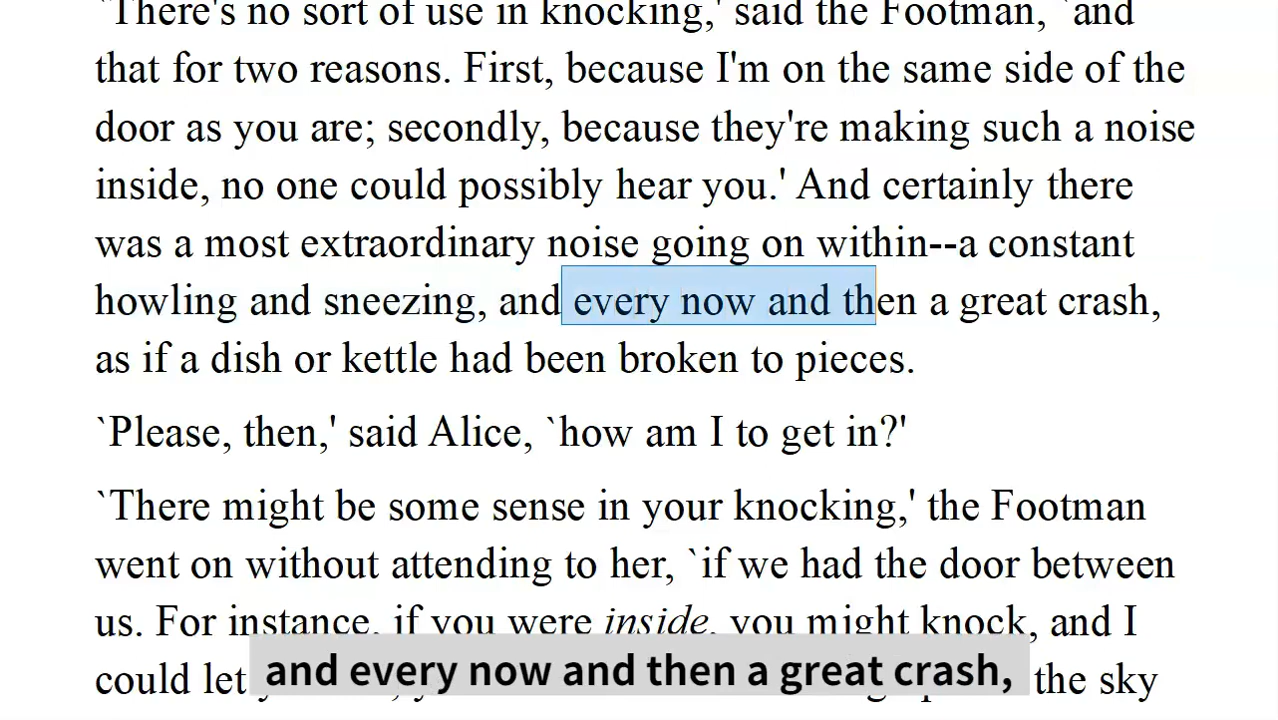 `There's no sort of use in knocking,' said the Footman, `and
that for two reasons. First, because I'm on the same side of the
door as you are; secondly, because they're making such a noise
inside, no one could possibly hear you.' And certainly there
was a most extraordinary noise going on within--a constant
howling and sneezing, and every now and then a great crash,
as if a dish or kettle had been broken to pieces.
`Please, then,' said Alice, `how am I to get in?'
`There might be some sense in your knocking,' the Footman
went on without attending to her, `if we had the door between
us. For instance, if you were inside, you might knock, and I
could let the sky
and every now and then a great crash,